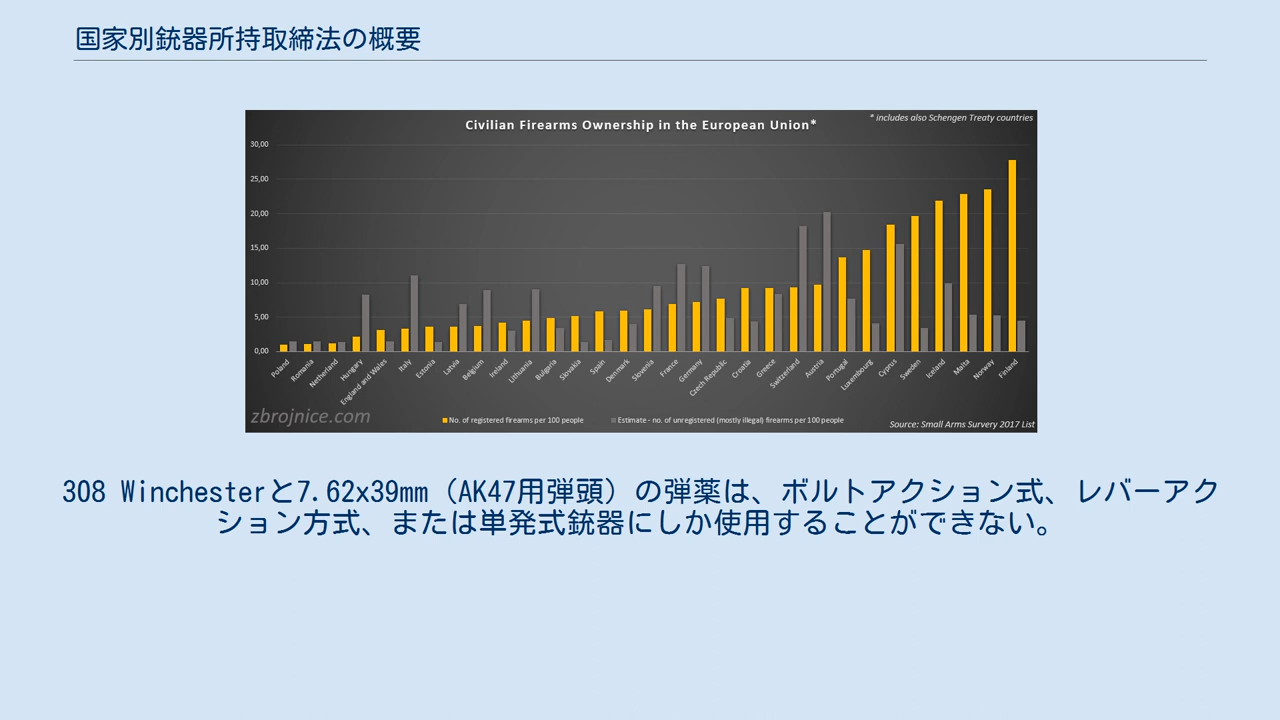 国家別銃器所持取締法の概要
Civilian Firearms Ownership in the European Union*
* includes also Schengen Treaty countries
30,00
25,00
20,00
15,00
10,00
5,00
0,00
Poland
Romania
Netherland
Hungary
England and Wales
Italy
Estonia
Latvia
Belgium
Ireland
Lithuania
Bulgaria
Slovakia
Spain
Denmark
Slovenia
France
Germany
Czech Republic
Croatia
Greece
Switzerland
Austria
Portugal
Luxembourg
Cyprus
Sweden
Iceland
Malta
Norway
Finland
zbrojnice.com
No. of registered firearms per 100 people
Estimate - no. of unregistered (mostly illegal) firearms per 100 people
Source: Small Arms Survery 2017 List
308 Winchesterと7.62x39mm（AK47用弾頭）の弾薬は、ボルトアクション式、レバーアク
ション方式、または単発式銃器にしか使用することができない。